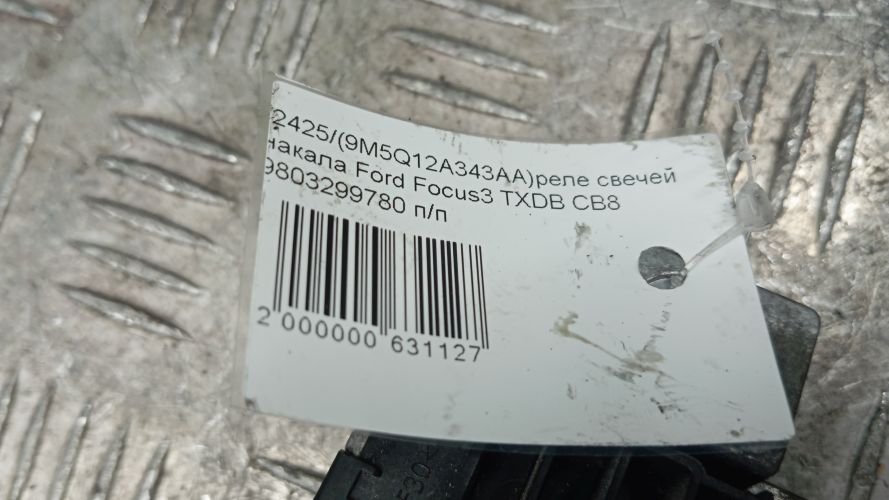 2425/(9M5Q12A343AA)реле свечей
накала Ford Focus3 TXDB CB8
9803299780 п/п
2 000000 631127